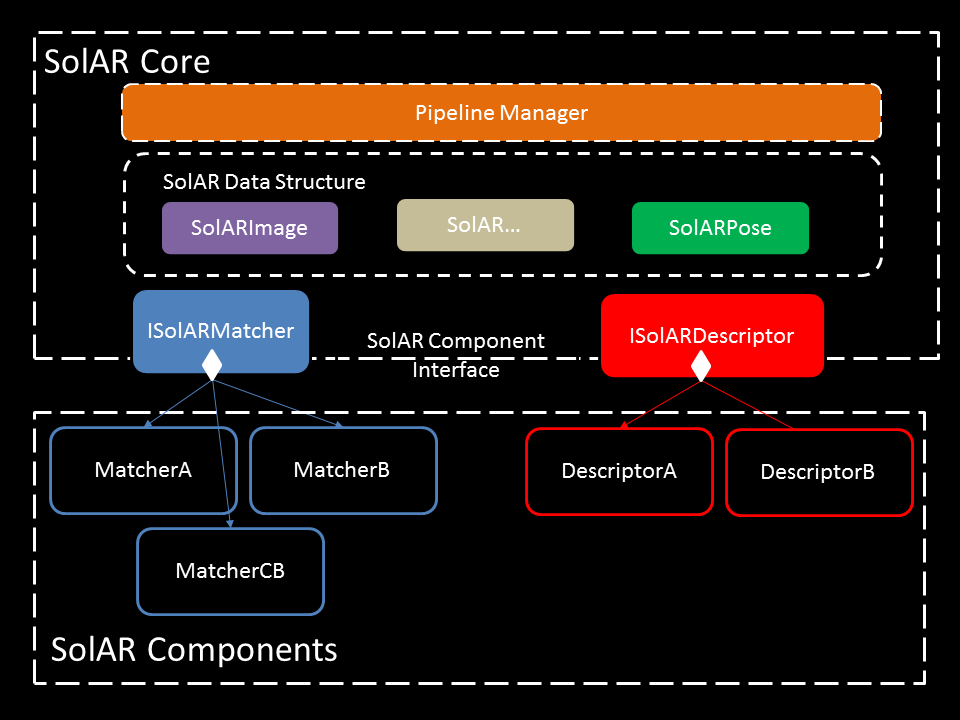 SolAR Core
Pipeline Manager
SolAR Data Structure
SolARImage
SolAR...
SolARPose
ISolARMatcher
SolAR Component
Interface
ISolARDescriptor
MatcherA
MatcherB
DescriptorA
DescriptorB
MatcherCB
SolAR Components